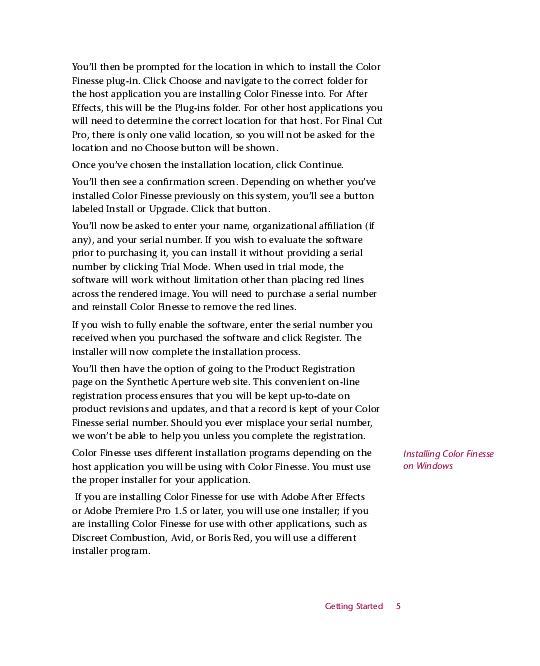 You'll then be prompted for the location in which to install the Color
Finesse plug-in. Click Choose and navigate to the correct folder for
the host application you are installing Color Finesse into. For After
Effects, this will be the Plug-ins folder. For other host applications you
will need to determine the correct location for that host. For Final Cut
Pro, there is only one valid location, so you will not be asked for the
location and no Choose button will be shown.
Once you've chosen the installation location, click Continue.
You'll then see a confirmation screen. Depending on whether you've
installed Color Finesse previously on this system, you'll see a button
labeled Install or Upgrade. Click that button.
You'll now be asked to enter your name, organizational affiliation (if
any), and your serial number. If you wish to evaluate the software
prior to purchasing it, you can install it without providing a serial
number by clicking Trial Mode. When used in trial mode, the
software will work without limitation other than placing red lines
across the rendered image. You will need to purchase a serial number
and reinstall Color Finesse to remove the red lines.
If you wish to fully enable the software, enter the serial number you
received when you purchased the software and click Register. The
installer will now complete the installation process.
You'll then have the option of going to the Product Registration
page on the Synthetic Aperture web site. This convenient on-line
registration process ensures that you will be kept up-to-date on
product revisions and updates, and that a record is kept of your Color
Finesse serial number. Should you ever misplace your serial number,
we won't be able to help you unless you complete the registration.
Installing Color Finesse
on Windows
Color Finesse uses different installation programs depending on the
host application you will be using with Color Finesse. You must use
the proper installer for your application.
If you are installing Color Finesse for use with Adobe After Effects
or Adobe Premiere Pro 1.5 or later, you will use one installer; if you
are installing Color Finesse for use with other applications, such as
Discreet Combustion, Avid, or Boris Red, you will use a different
installer program.
Getting Started 5